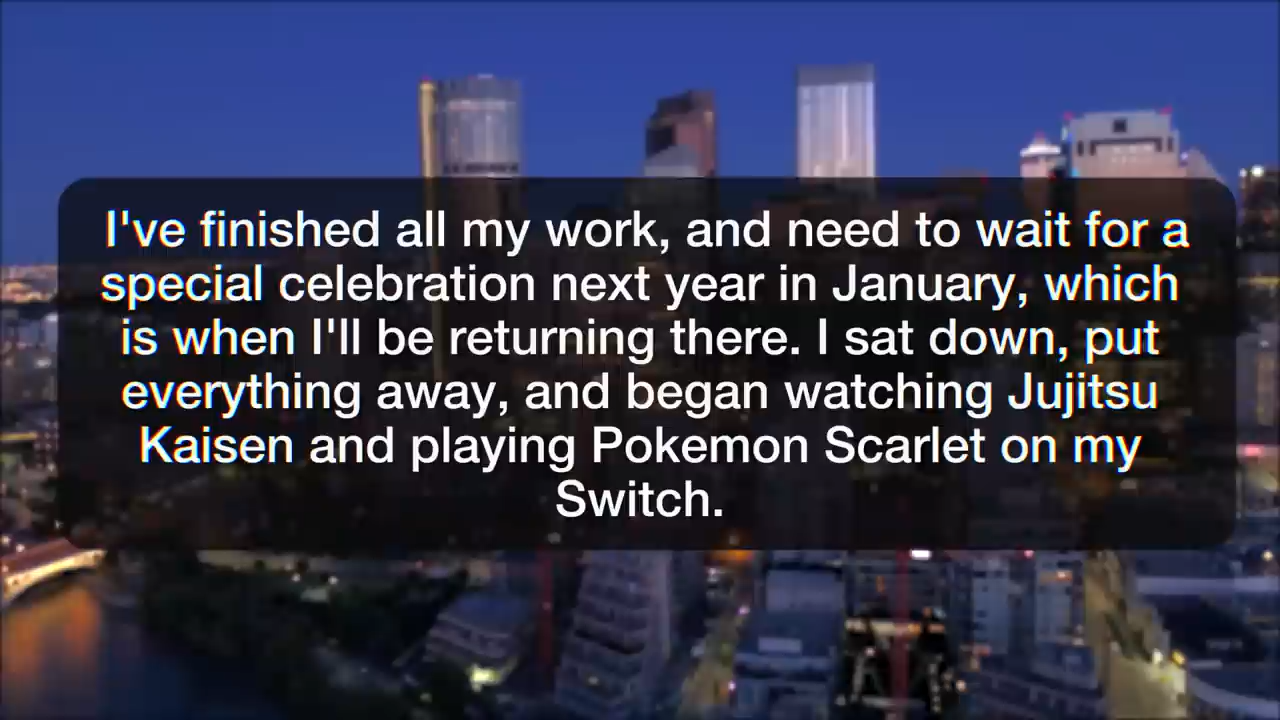 I've finished all my work, and need to wait for a
special celebration next year in January, which
is when I'll be returning there. I sat down, put
everything away, and began watching Jujitsu
Kaisen and playing Pokemon Scarlet on my
Switch.